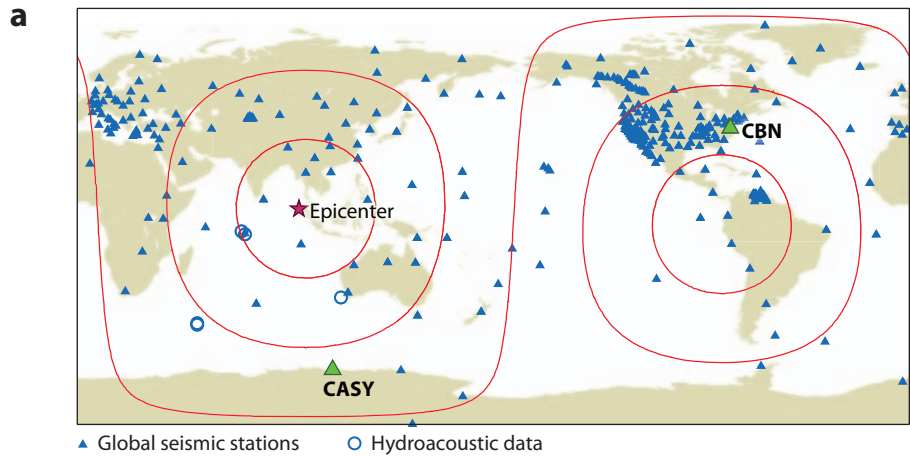 a
CBN
Epicenter
CASY
Global seismic stations
Hydroacoustic data